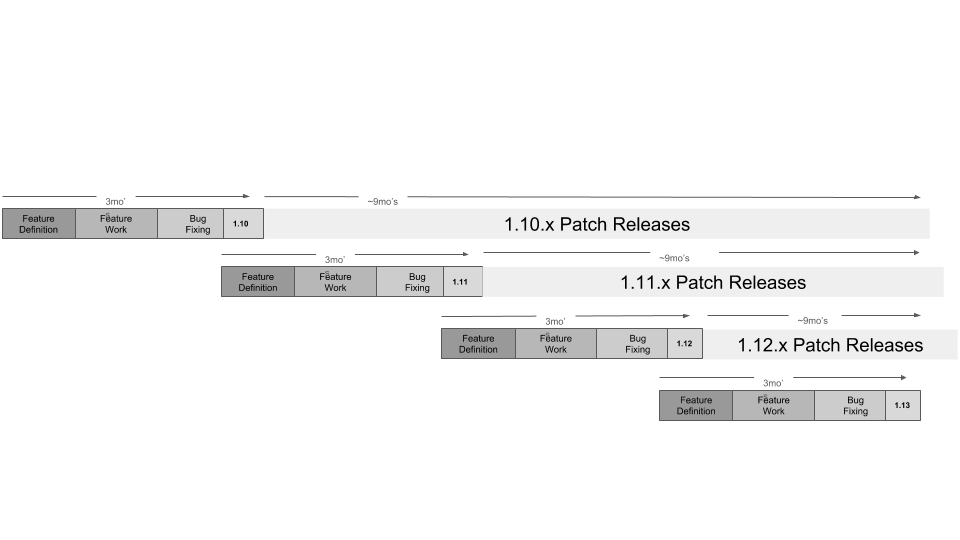 3mo'
~9mo's
Feature
Definition
Feature
Work
Bug
Fixing
1.10
1.10.x Patch Releases
3mo'
~9mo's
Feature
Definition
Feature
Work
Bug
Fixing
1.11
1.11.x Patch Releases
3mo'
~9mo's
Feature
Definition
Feature
Work
Bug
Fixing
1.12
1.12.x Patch Releases
3mo'
Feature
Definition
Feature
Work
Bug
Fixing
1.13